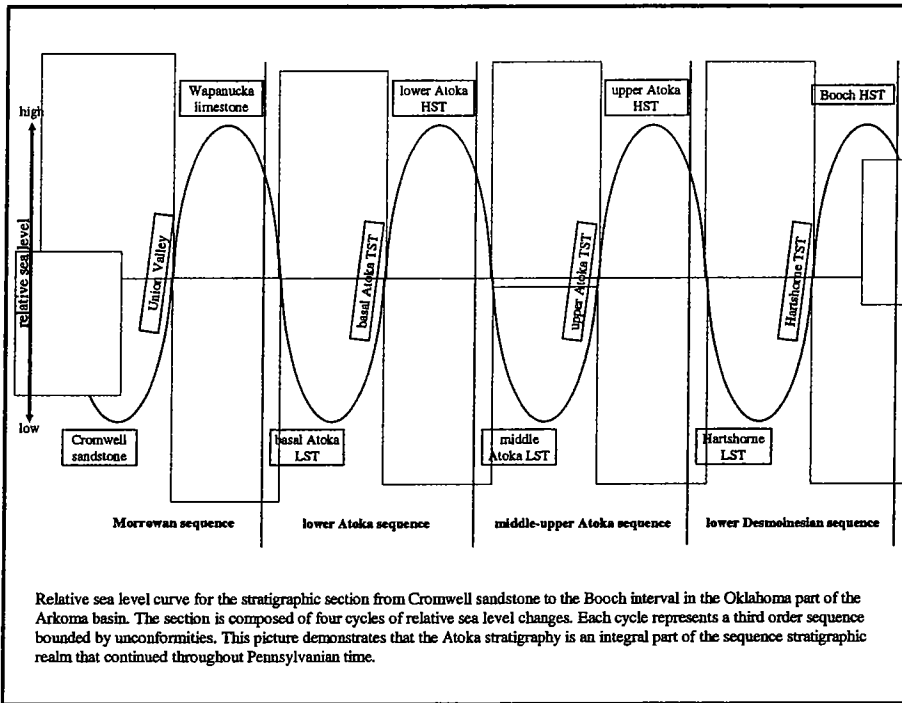 Wapanucka
limestone
lower Atoka
HST
upper Atoka
HST
Booch HST
high
relative sea level
low
Union Valley
basal Atoka TST
upper Atoka TST
Hartshorne TST
Cromwell
sandstone
basal Atoka
LST
middle
Atoka LST
Hartshorne
LST
Morrowan sequence
lower Atoka sequence
middle-upper Atoka sequence
lower Desmoinesian sequence
Relative sea level curve for the stratigraphic section from Cromwell sandstone to the Booch interval in the Oklahoma part of the
Arkoma basin. The section is composed of four cycles of relative sea level changes. Each cycle represents a third order sequence
bounded by unconformities. This picture demonstrates that the Atoka stratigraphy is an integral part of the sequence stratigraphic
realm that continued throughout Pennsylvanian time.